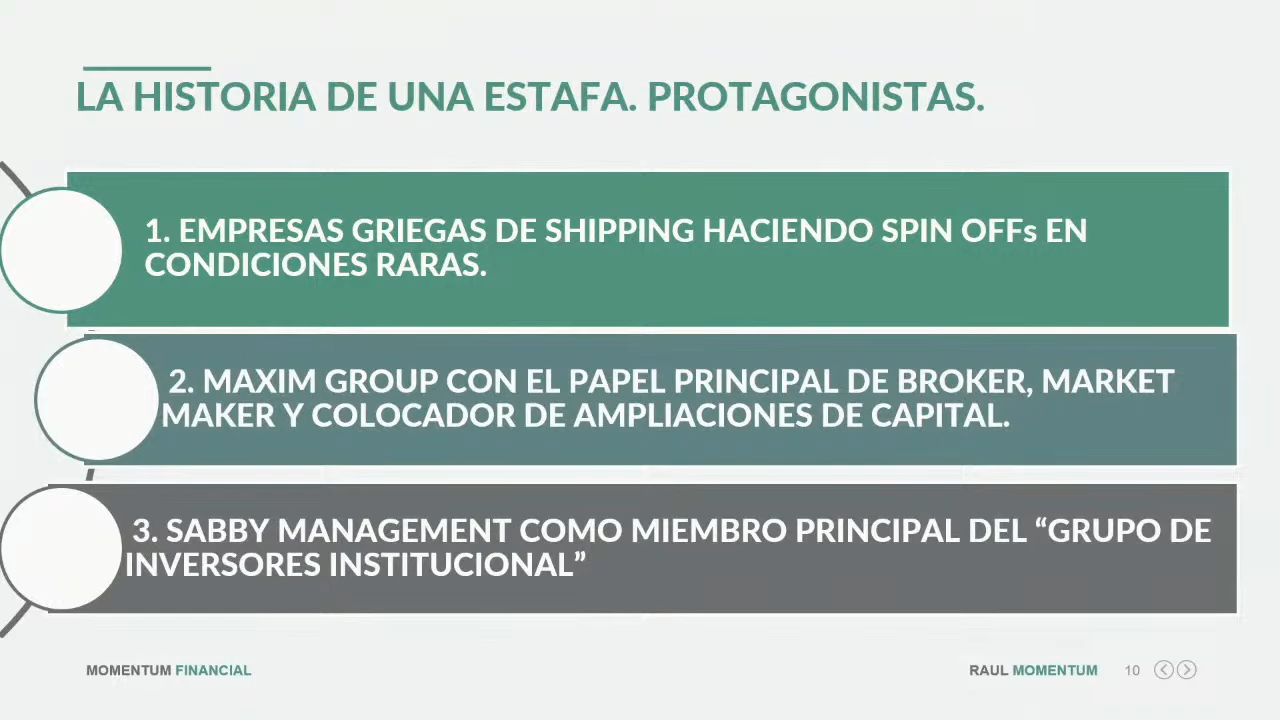 LA HISTORIA DE UNA ESTAFA. PROTAGONISTAS.
1. EMPRESAS GRIEGAS DE SHIPPING HACIENDO SPIN OFFs EN
CONDICIONES RARAS.
2. MAXIM GROUP CON EL PAPEL PRINCIPAL DE BROKER, MARKET
MAKER Y COLOCADOR DE AMPLIACIONES DE CAPITAL.
3. SABBY MANAGEMENT COMO MIEMBRO PRINCIPAL DEL “GRUPO DE
INVERSORES INSTITUCIONAL”
MOMENTUM FINANCIAL
RAUL MOMENTUM 10